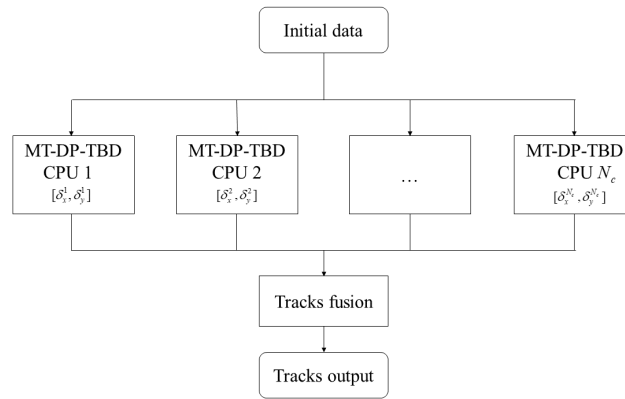 Initial data
MT-DP-TBD
CPU 1
[δ_x^1, δ_y^1]
MT-DP-TBD
CPU 2
[δ_x^2, δ_y^2]
...
MT-DP-TBD
CPU N_c
[δ_x^{N_c}, δ_y^{N_c}]
Tracks fusion
Tracks output